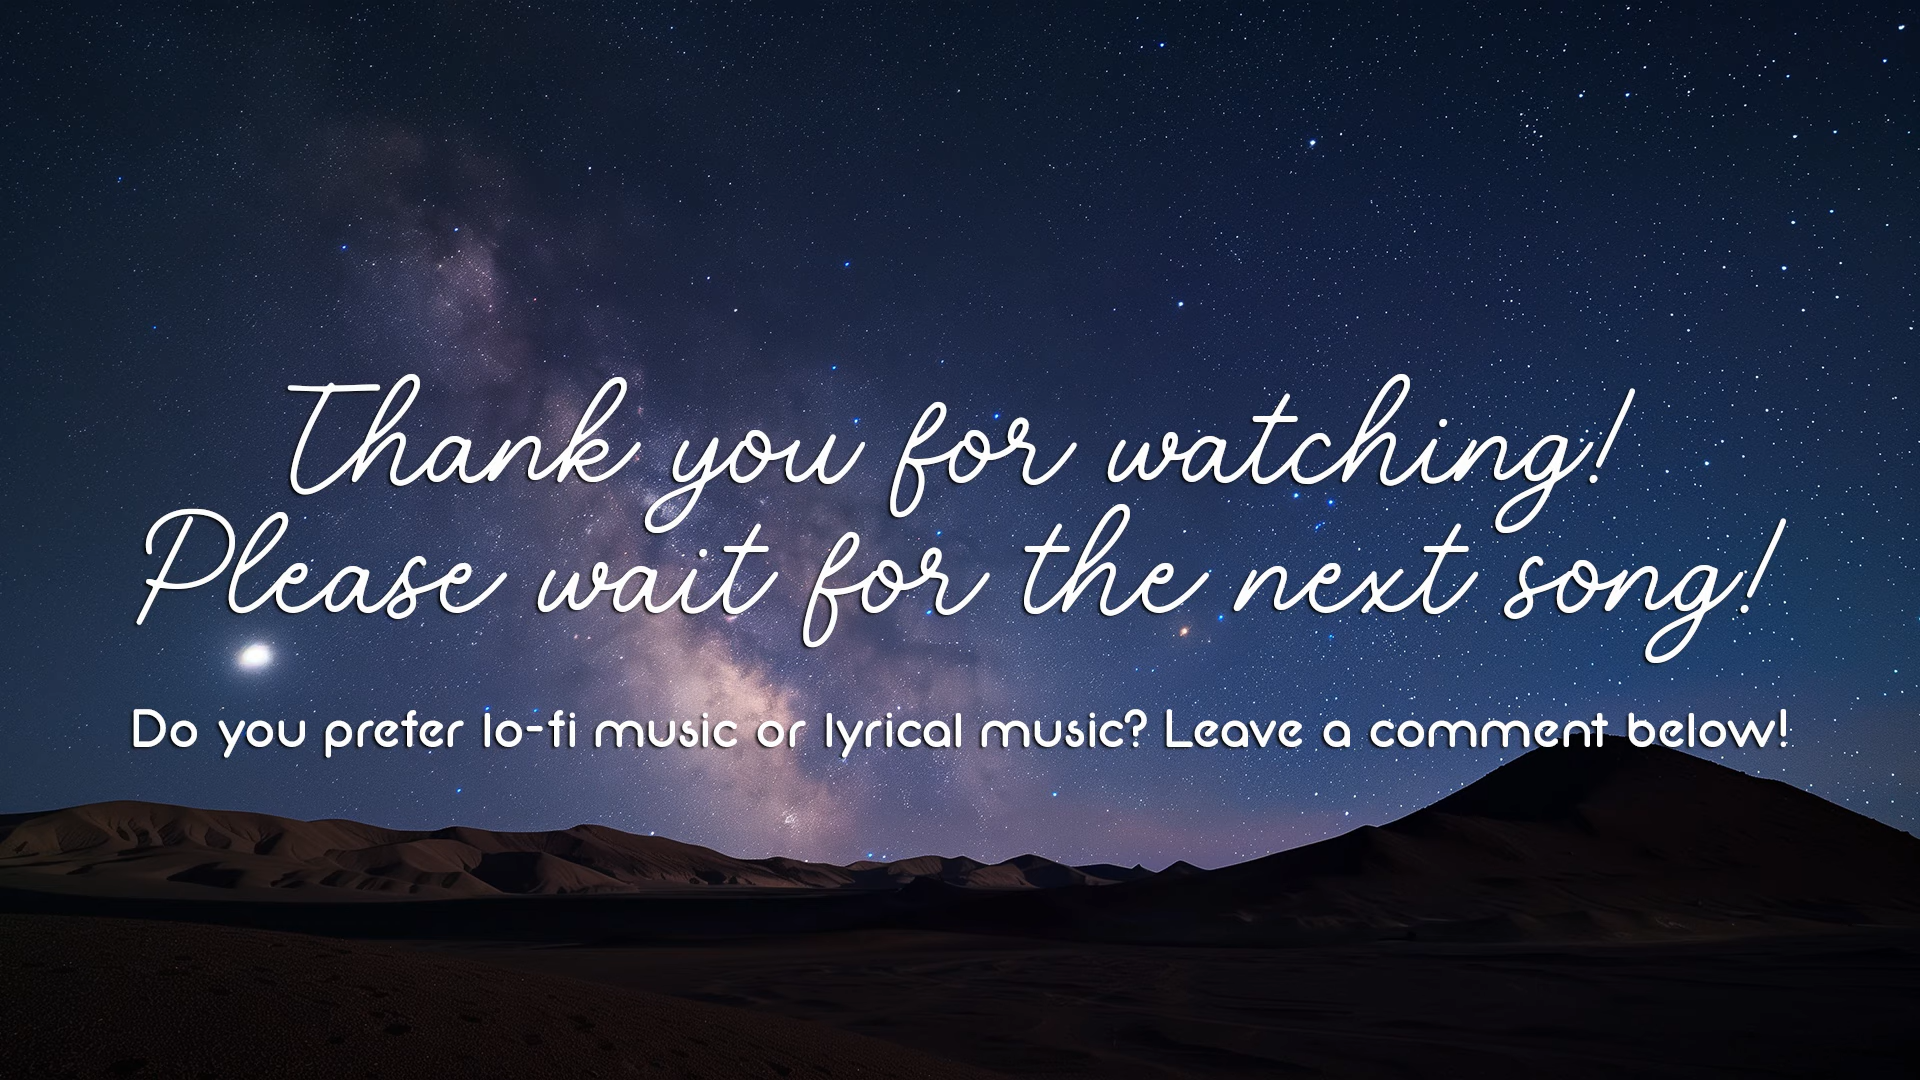 Thank you for watching!
Please wait for the next song!
Do you prefer lo-fi music or lyrical music? Leave a comment below!